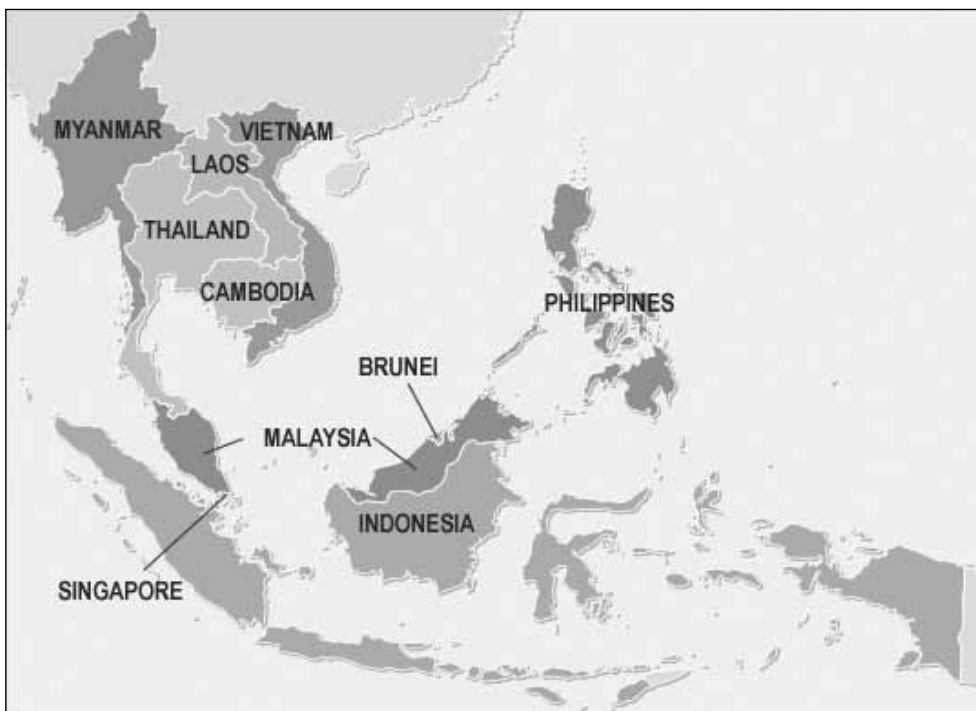 MYANMAR
VIETNAM
LAOS
THAILAND
CAMBODIA
PHILIPPINES
BRUNEI
MALAYSIA
INDONESIA
SINGAPORE